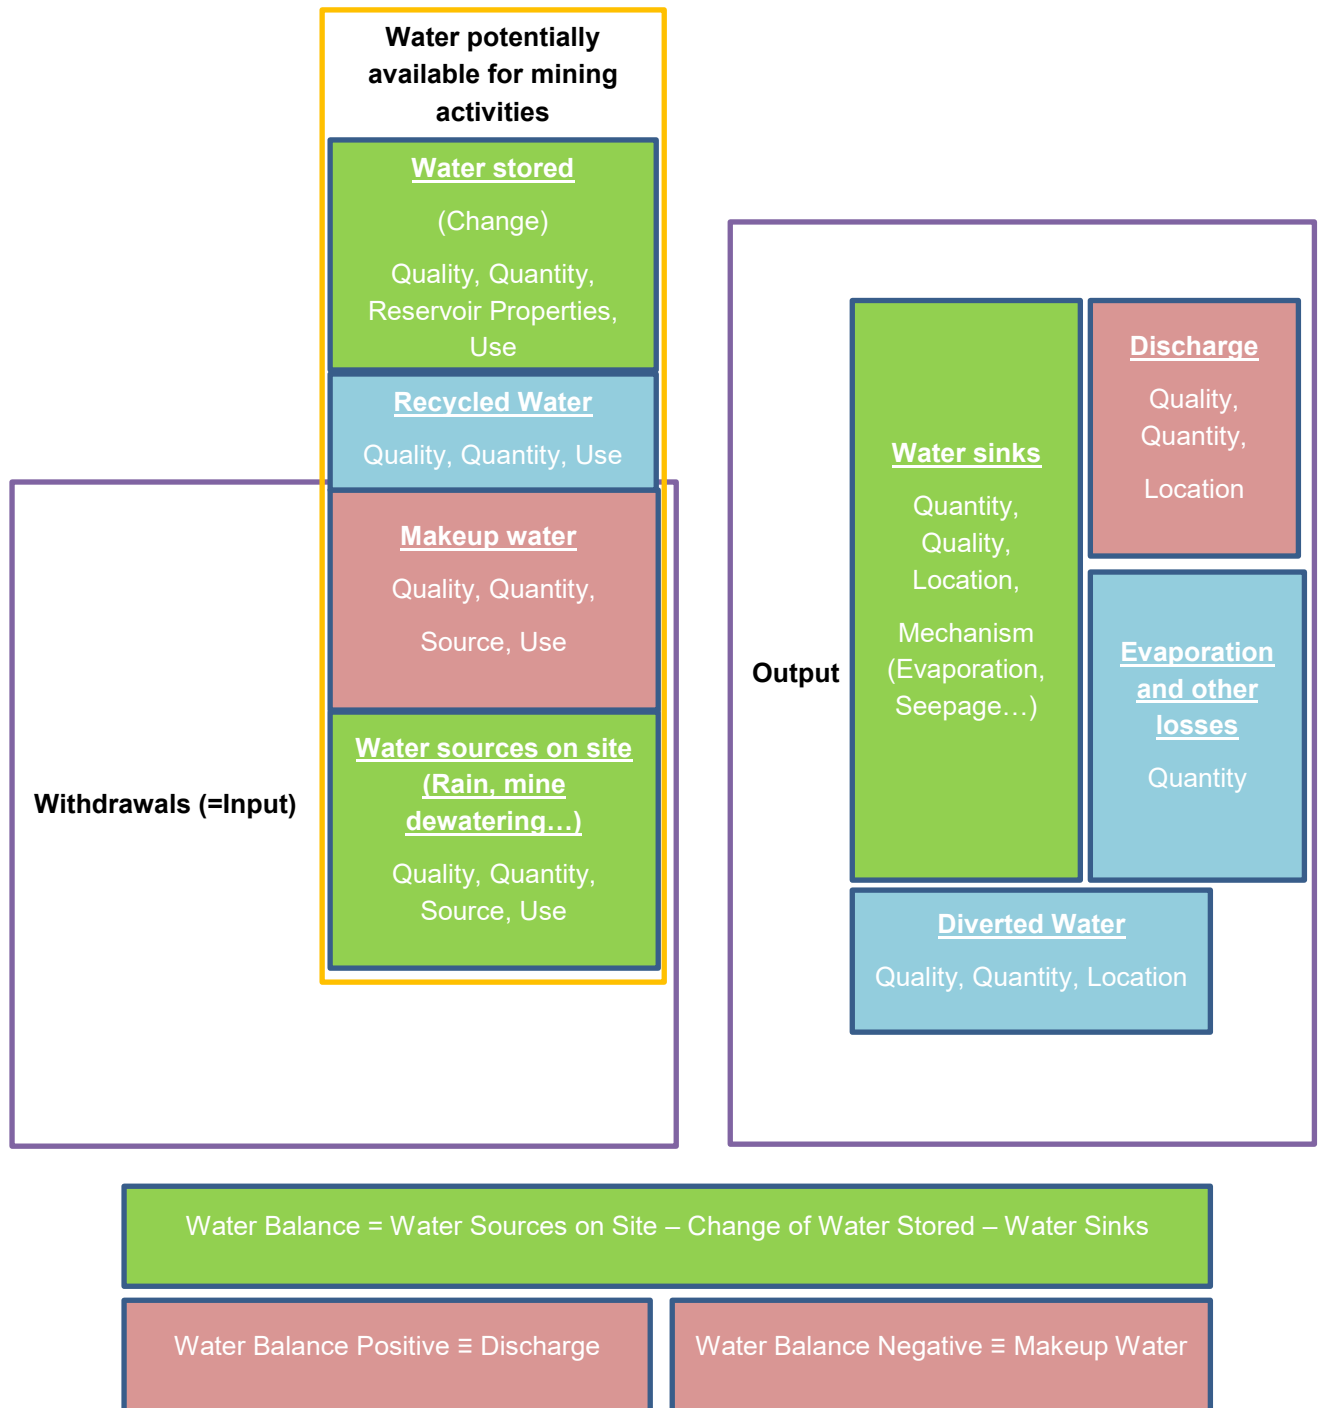 Water potentially
available for mining
activities
Water stored
(Change)
Quality, Quantity,
Reservoir Properties,
Use
Recycled Water
Quality, Quantity, Use
Makeup water
Quality, Quantity,
Source, Use
Water sources on site
(Rain, mine
dewatering…)
Quality, Quantity,
Source, Use
Withdrawals (=Input)
Output
Water sinks
Quantity,
Quality,
Location,
Mechanism
(Evaporation,
Seepage…)
Discharge
Quality,
Quantity,
Location
Evaporation
and other
losses
Quantity
Diverted Water
Quality, Quantity, Location
Water Balance = Water Sources on Site – Change of Water Stored – Water Sinks
Water Balance Positive ≡ Discharge
Water Balance Negative ≡ Makeup Water